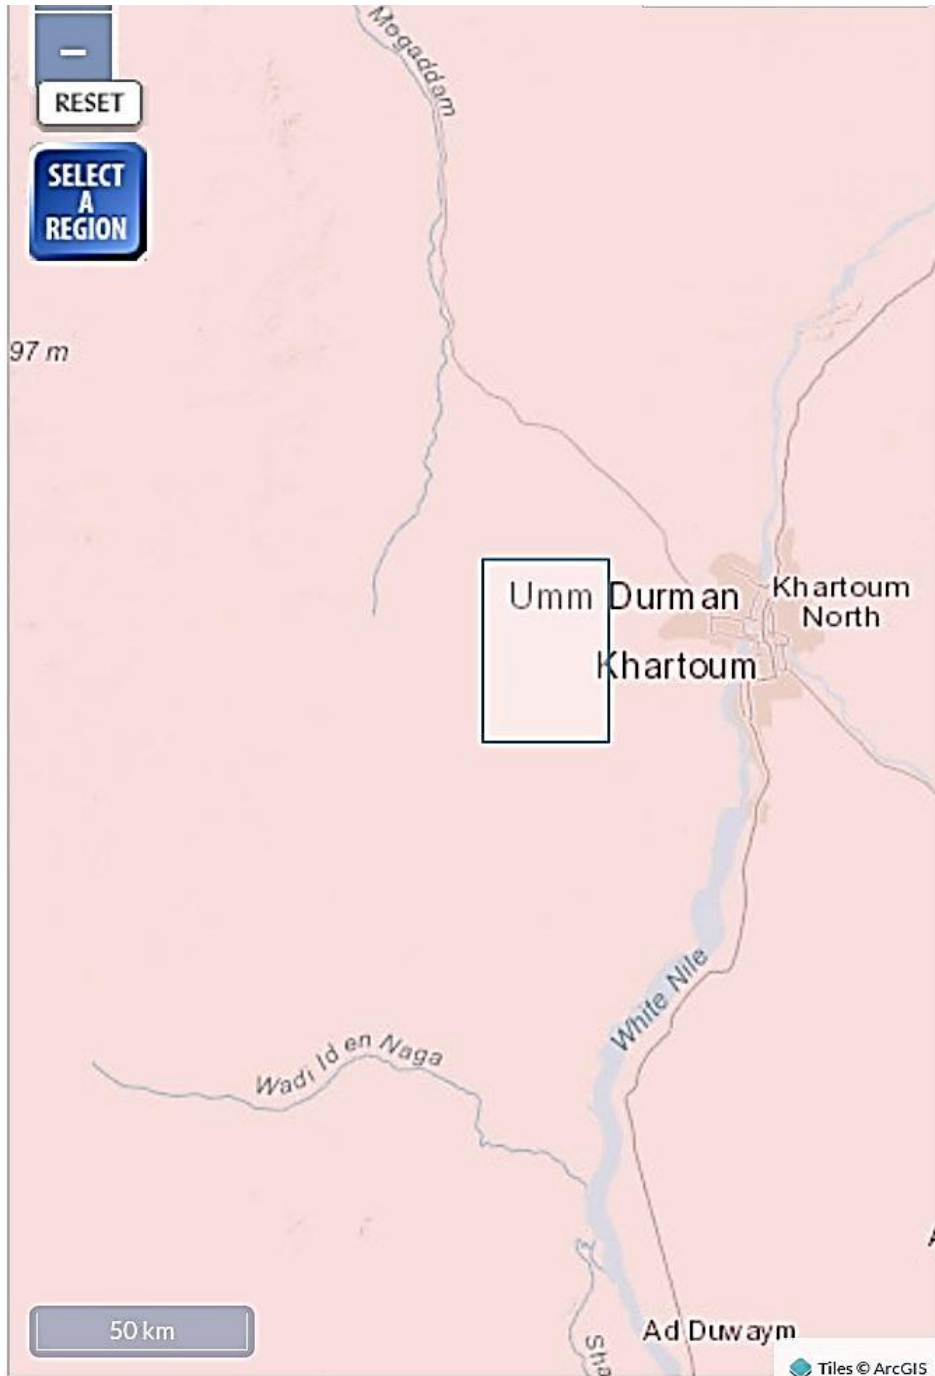 −
RESET
SELECT
A
REGION
Mogaddam
97 m
Umm Durman
Khartoum
North
Khartoum
White Nile
Wadi Id en Naga
Ad Duwaym
Sha
50 km
Tiles © ArcGIS